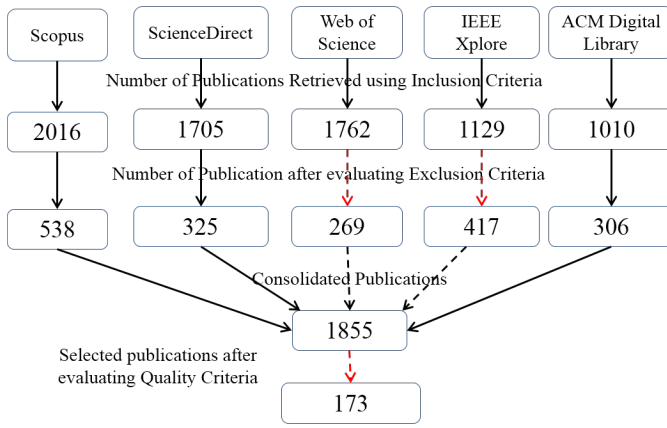 Scopus
ScienceDirect
Web of
Science
IEEE
Xplore
ACM Digital
Library
Number of Publications Retrieved using Inclusion Criteria
2016
1705
1762
1129
1010
Number of Publication after evaluating Exclusion Criteria
538
325
269
417
306
Consolidated Publications
1855
Selected publications after
evaluating Quality Criteria
173